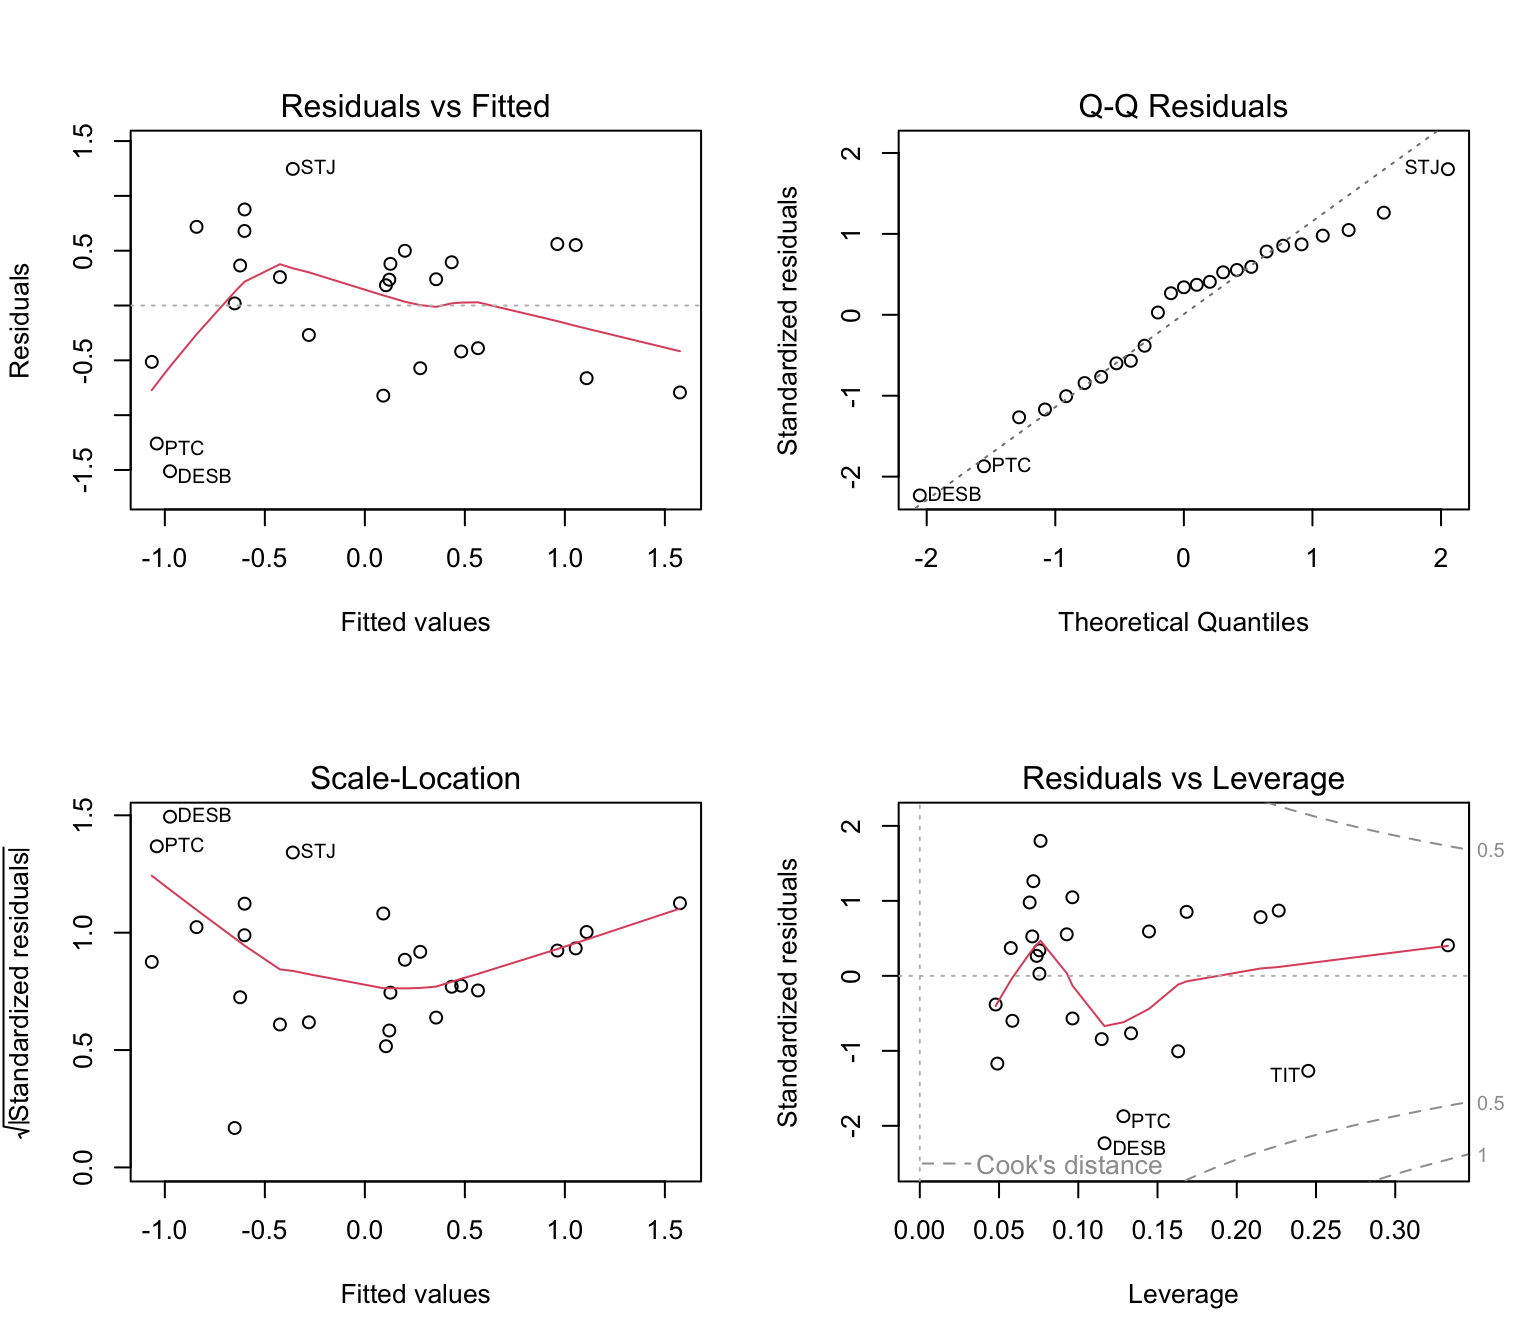 Residuals vs Fitted
Residuals
1.5
0.5
-0.5
-1.5
STJ
PTC
DESB
-1.0 -0.5 0.0 0.5 1.0 1.5
Fitted values
Q-Q Residuals
Standardized residuals
2
1
0
-1
-2
STJ
PTC
DESB
-2 -1 0 1 2
Theoretical Quantiles
Scale-Location
√|Standardized residuals|
1.5
1.0
0.5
0.0
DESB
PTC
STJ
-1.0 -0.5 0.0 0.5 1.0 1.5
Fitted values
Residuals vs Leverage
Standardized residuals
2
1
0
-1
-2
0.5
TIT
0.5
PTC
DESB
1
Cook's distance
0.00 0.05 0.10 0.15 0.20 0.25 0.30
Leverage